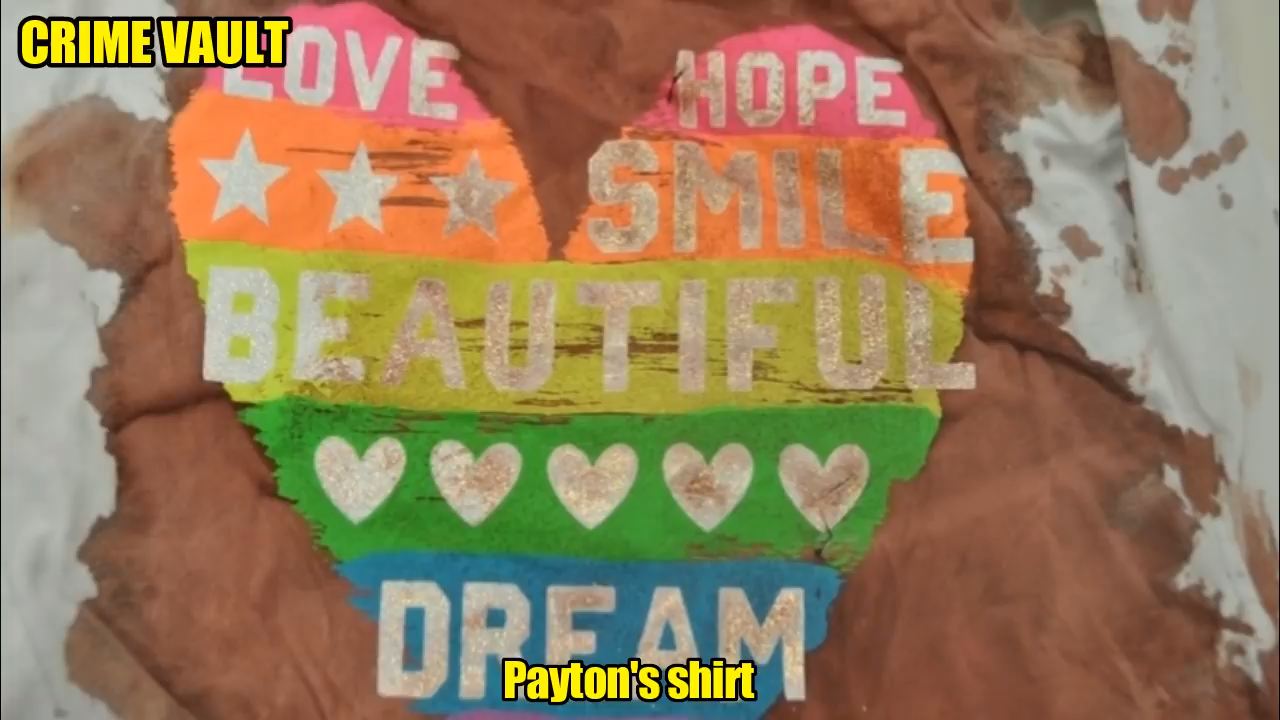 CRIME VAULT
LOVE HOPE
SMILE
BEAUTIFUL
DREAM
Payton's shirt